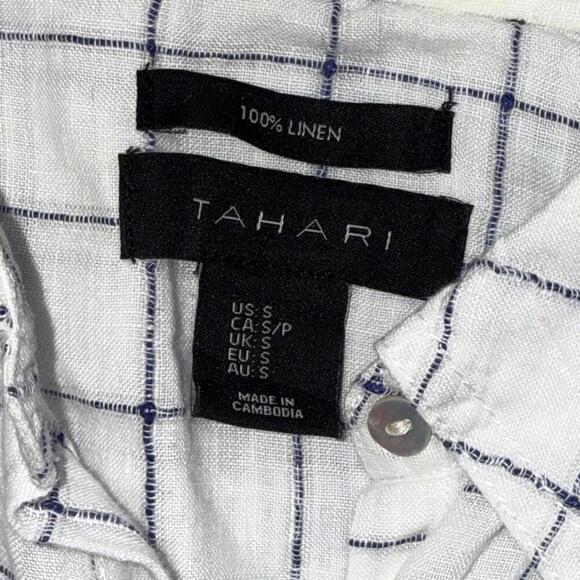 100% LINEN
TAHARI
US: S
CA: S/P
UK: S
EU: S
AU: S
MADE IN
CAMBODIA